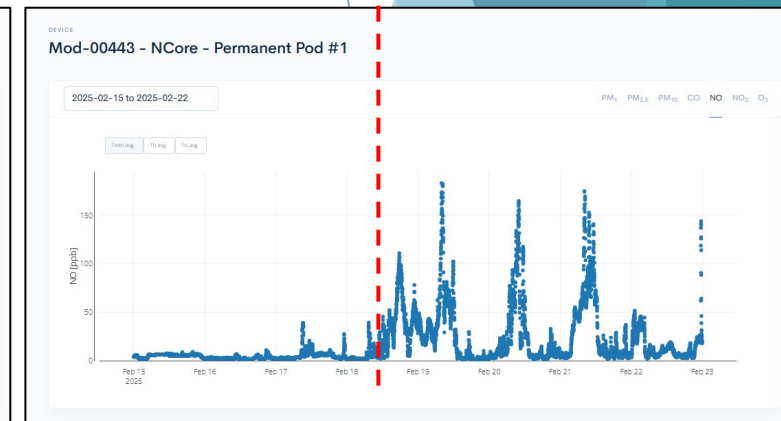 DEVICE
Mod-00443 - NCore - Permanent Pod #1
2025-02-15 to 2025-02-22
PM₁ PM₂.₅ PM₁₀ CO NO NO₂ O₃
1min avg 1h avg 1d avg
NO [ppb]
150
100
50
0
Feb 15 Feb 16 Feb 17 Feb 18 Feb 19 Feb 20 Feb 21 Feb 22 Feb 23
2025